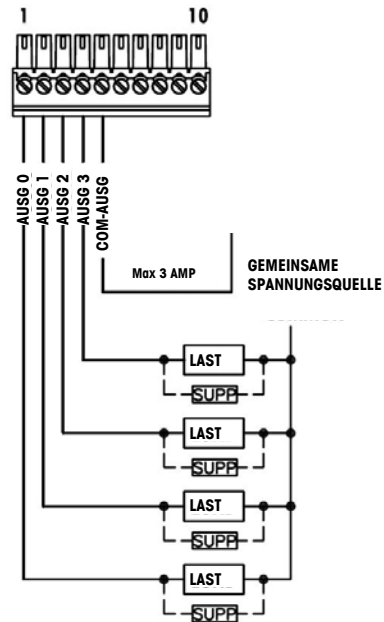 1 10
AUSG 0
AUSG 1
AUSG 2
AUSG 3
COM-AUSG
Max 3 AMP
GEMEINSAME
SPANNUNGSQUELLE
LAST
SUPP
LAST
SUPP
LAST
SUPP
LAST
SUPP